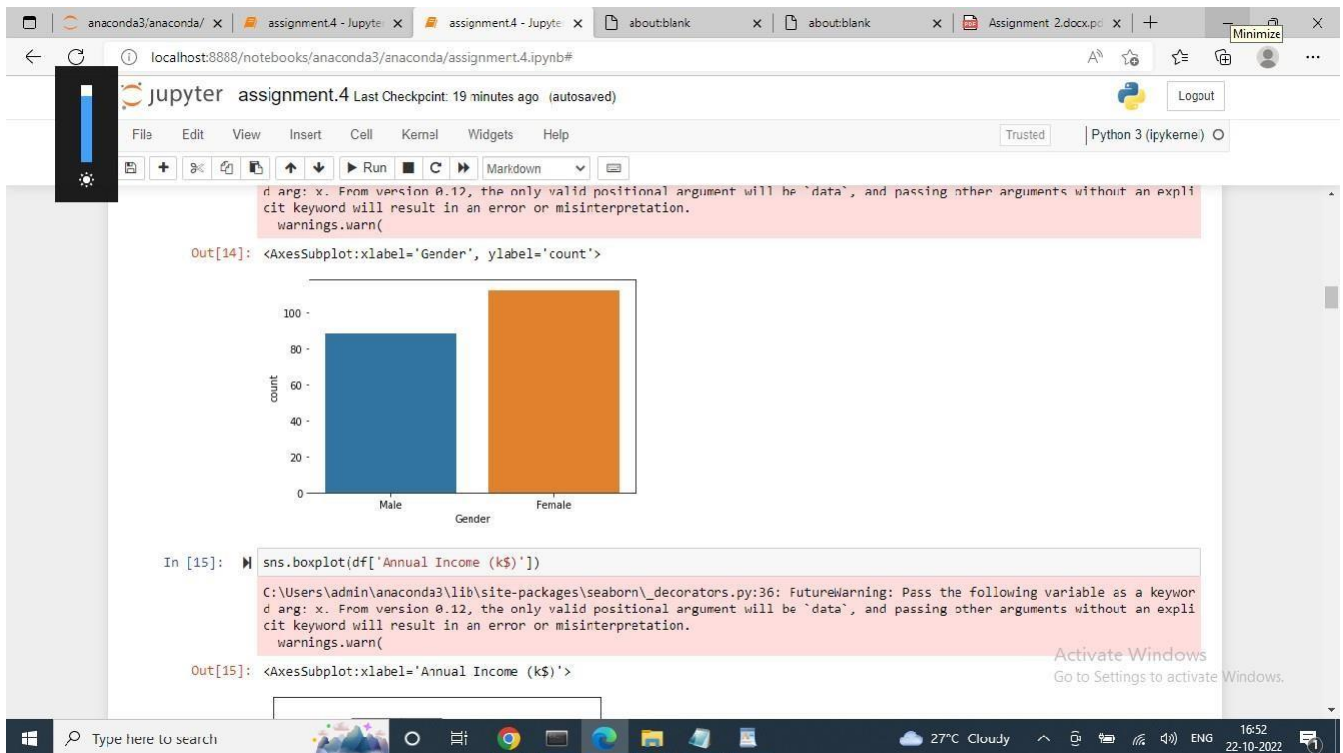 anaconda3/anaconda/
assignment.4 - Jupyte
assignment.4 - Jupyte
about:blank
about:blank
Assignment 2.docx.pd
Minimize
localhost:8888/notebooks/anaconda3/anaconda/assignment.4.ipynb#
jupyter assignment.4 Last Checkpoint: 19 minutes ago (autosaved)
Logout
File Edit View Insert Cell Kernel Widgets Help
Trusted
Python 3 (ipykernel)
Run
Markdown
d arg: x. From version 0.12, the only valid positional argument will be `data`, and passing other arguments without an expli
cit keyword will result in an error or misinterpretation.
warnings.warn(
Out[14]: <AxesSubplot:xlabel='Gender', ylabel='count'>
100
80
60
40
20
0
count
Male Female
Gender
In [15]: sns.boxplot(df['Annual Income (k$)'])
C:\Users\admin\anaconda3\lib\site-packages\seaborn\_decorators.py:36: FutureWarning: Pass the following variable as a keywor
d arg: x. From version 0.12, the only valid positional argument will be `data`, and passing other arguments without an expli
cit keyword will result in an error or misinterpretation.
warnings.warn(
Out[15]: <AxesSubplot:xlabel='Annual Income (k$)'>
Activate Windows
Go to Settings to activate Windows.
Type here to search
27°C Cloudy
ENG
16:52
22-10-2022